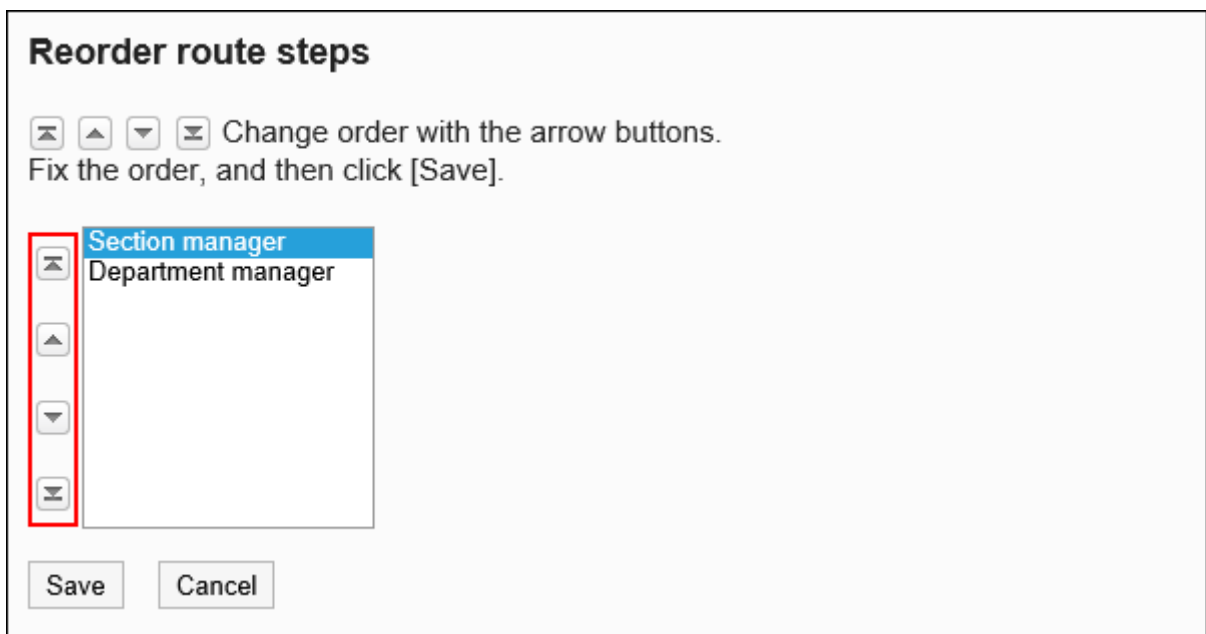 Reorder route steps
Change order with the arrow buttons.
Fix the order, and then click [Save].
Section manager
Department manager
Save
Cancel